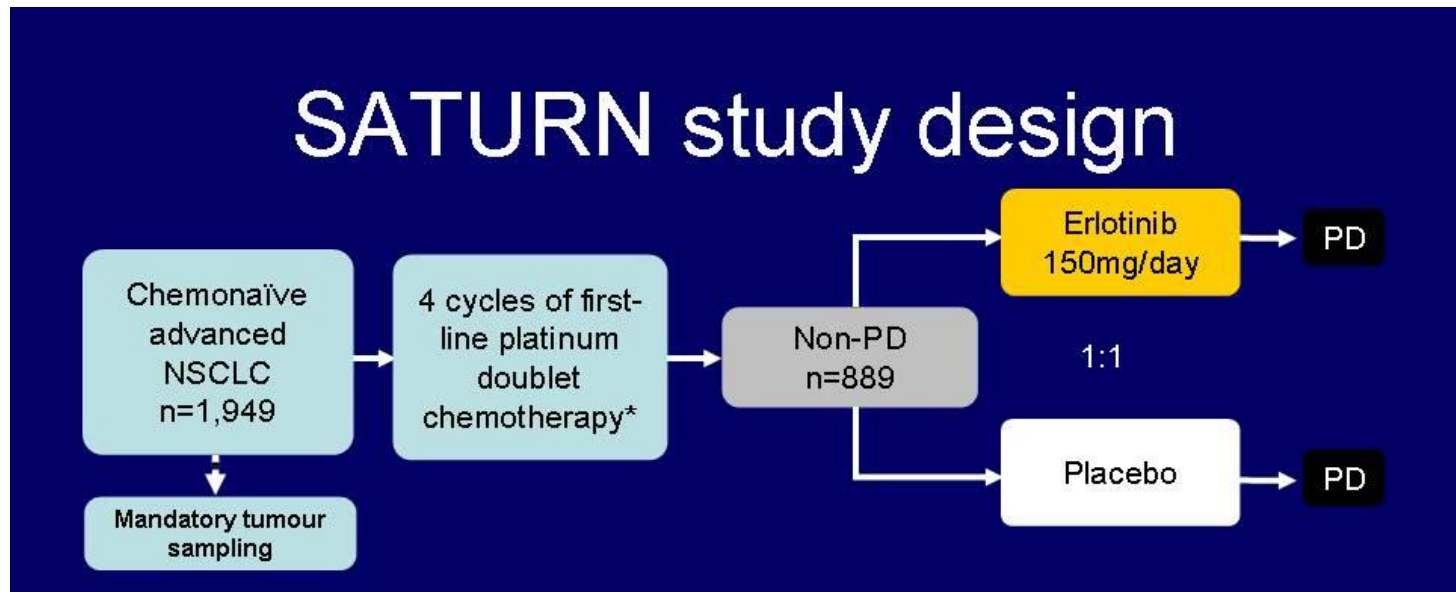 SATURN study design
Chemonaïve
advanced
NSCLC
n=1,949
Mandatory tumour
sampling
4 cycles of first-
line platinum
doublet
chemotherapy*
Non-PD
n=889
Erlotinib
150mg/day
PD
1:1
Placebo
PD